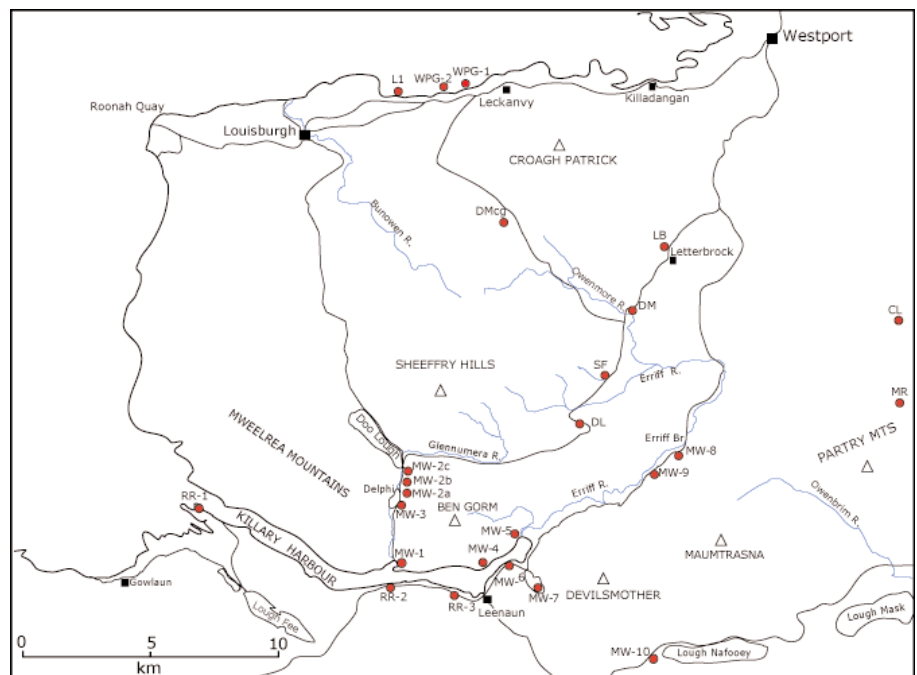 Westport
L1
WPG-2
WPG-1
Leckanvy
Killadangan
Roonah Quay
Louisburgh
CROAGH PATRICK
Bunowen R.
DMcg
LB
Letterbrock
Owenmore R.
DM
CL
SHEEFFRY HILLS
SF
Erriff R.
MR
Doo Lough
DL
Glennumera R.
Erriff Br
MW-8
PARTRY MTS
MWEELREA MOUNTAINS
MW-2c
MW-9
MW-2b
Delphi
MW-2a
Erriff R.
RR-1
MW-3
BEN GORM
Owenbrim R.
KILLARY HARBOUR
MW-5
MAUMTRASNA
MW-1
MW-4
MW-6
Gowlaun
RR-2
RR-3
MW-7
DEVILSMOTHER
Leenaun
Lough Fee
Lough Mask
0 5 10
km
MW-10
Lough Nafooey